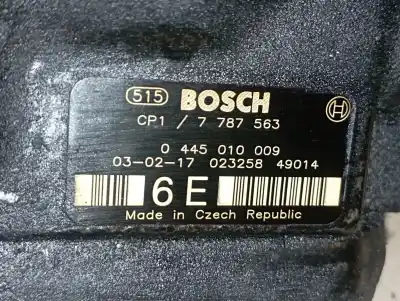 515 BOSCH
CP1 / 7 787 563
0 445 010 009
03-02-17 023258 49014
6E
Made in Czech Republic